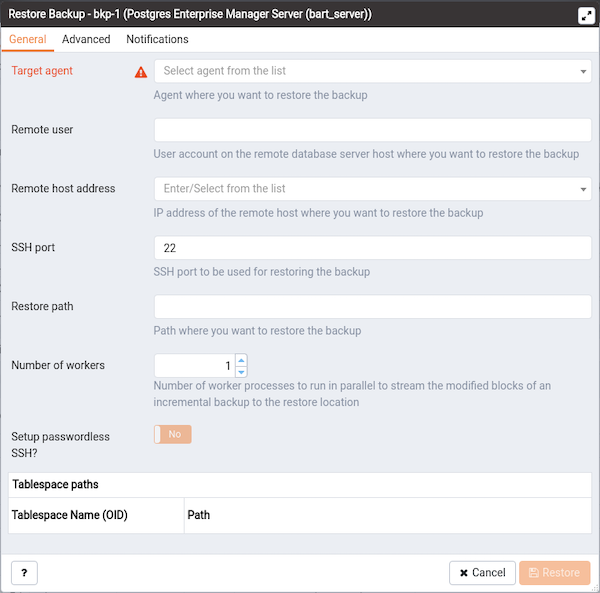 Restore Backup - bkp-1 (Postgres Enterprise Manager Server (bart_server))
General Advanced Notifications
Target agent
Select agent from the list
Agent where you want to restore the backup
Remote user
User account on the remote database server host where you want to restore the backup
Remote host address
Enter/Select from the list
IP address of the remote host where you want to restore the backup
SSH port
22
SSH port to be used for restoring the backup
Restore path
Path where you want to restore the backup
Number of workers
1
Number of worker processes to run in parallel to stream the modified blocks of an
incremental backup to the restore location
Setup passwordless
SSH?
No
Tablespace paths
Tablespace Name (OID) Path
? Cancel Restore